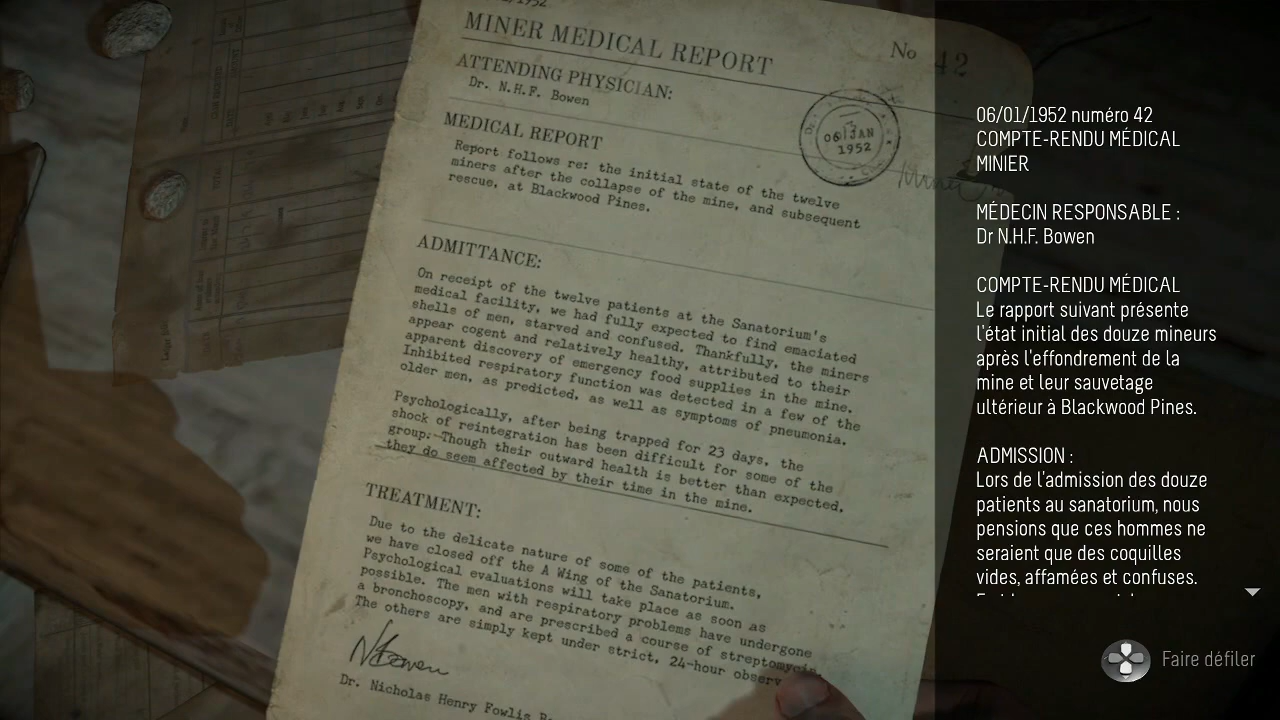 MINER MEDICAL REPORT
No 42
ATTENDING PHYSICIAN:
Dr. N.H.F. Bowen
06 JAN
1952
MEDICAL REPORT
Report follows re: the initial state of the twelve
miners after the collapse of the mine, and subsequent
rescue, at Blackwood Pines.
ADMITTANCE:
On receipt of the twelve patients at the Sanatorium's
medical facility, we had fully expected to find emaciated
shells of men, starved and confused. Thankfully, the miners
appear cogent and relatively healthy, attributed to their
apparent discovery of emergency food supplies in the mine.
Inhibited respiratory function was detected in a few of the
older men, as predicted, as well as symptoms of pneumonia.
Psychologically, after being trapped for 23 days, the
shock of reintegration has been difficult for some of the
group. Though their outward health is better than expected,
they do seem affected by their time in the mine.
TREATMENT:
Due to the delicate nature of some of the patients,
we have closed off the A Wing of the Sanatorium.
Psychological evaluations will take place as soon as
possible. The men with respiratory problems have undergone
a bronchoscopy, and are prescribed a course of streptomycin.
The others are simply kept under strict, 24-hour observ
NBowen
Dr. Nicholas Henry Fowlis B
06/01/1952 numéro 42
COMPTE-RENDU MÉDICAL
MINIER
MÉDECIN RESPONSABLE :
Dr N.H.F. Bowen
COMPTE-RENDU MÉDICAL
Le rapport suivant présente
l'état initial des douze mineurs
après l'effondrement de la
mine et leur sauvetage
ultérieur à Blackwood Pines.
ADMISSION :
Lors de l'admission des douze
patients au sanatorium, nous
pensions que ces hommes ne
seraient que des coquilles
vides, affamées et confuses.
Faire défiler